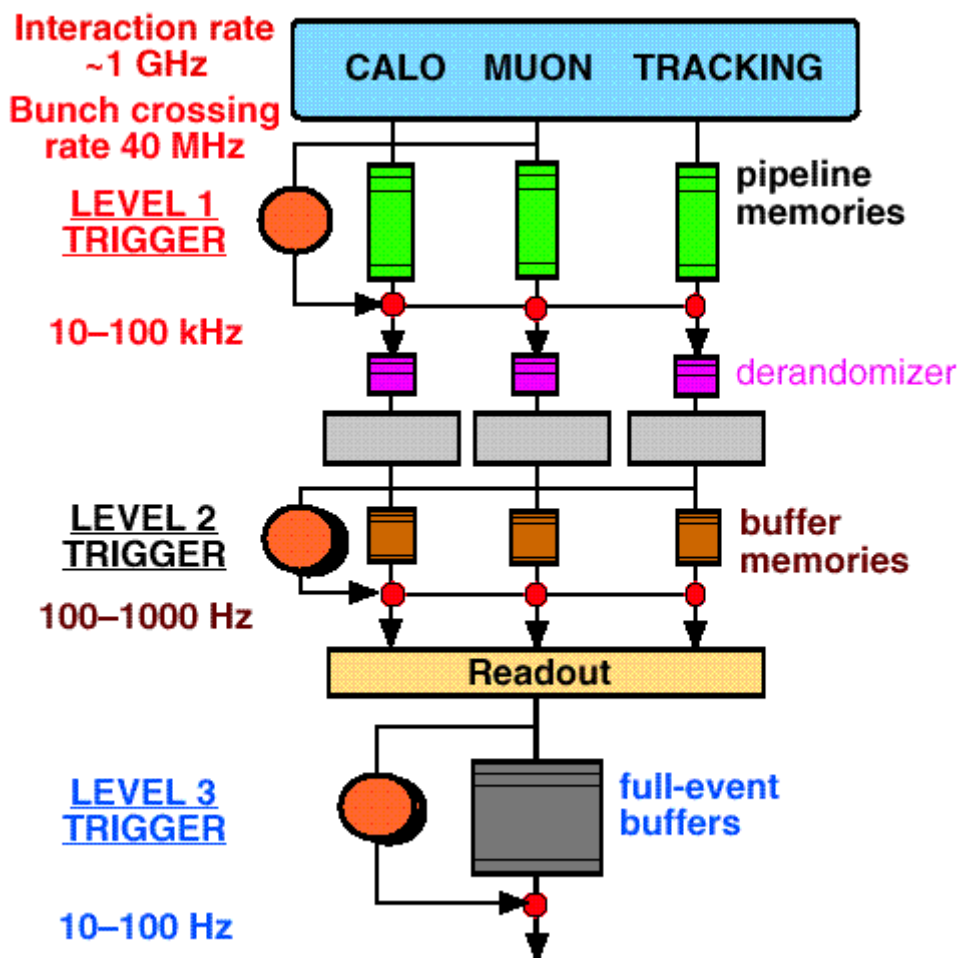 Interaction rate
~1 GHz
CALO MUON TRACKING
Bunch crossing
rate 40 MHz
pipeline
memories
LEVEL 1
TRIGGER
10–100 kHz
derandomizer
LEVEL 2
TRIGGER
buffer
memories
100–1000 Hz
Readout
LEVEL 3
TRIGGER
full-event
buffers
10–100 Hz